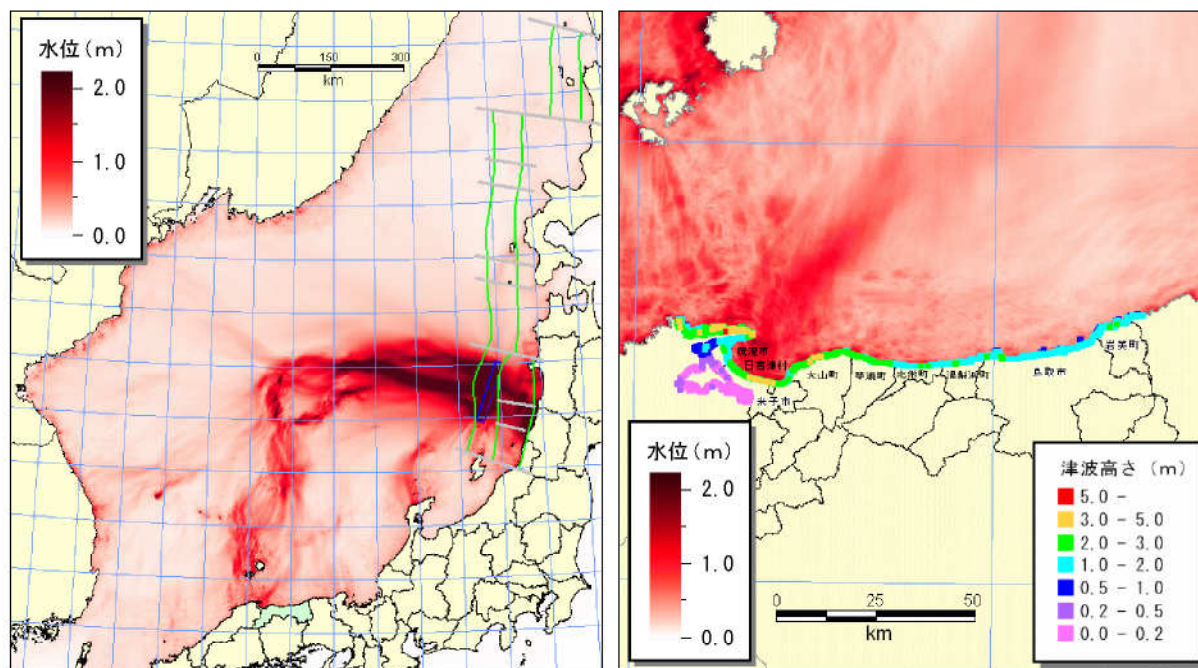 水位(m)
2.0
1.0
0.0
0 150 300
km
境港市
日吉津村
米子市
大山町
琴浦町
北栄町
湯梨浜町
鳥取市
岩美町
水位(m)
2.0
1.0
0.0
0 25 50
km
津波高さ (m)
5.0 -
3.0 - 5.0
2.0 - 3.0
1.0 - 2.0
0.5 - 1.0
0.2 - 0.5
0.0 - 0.2